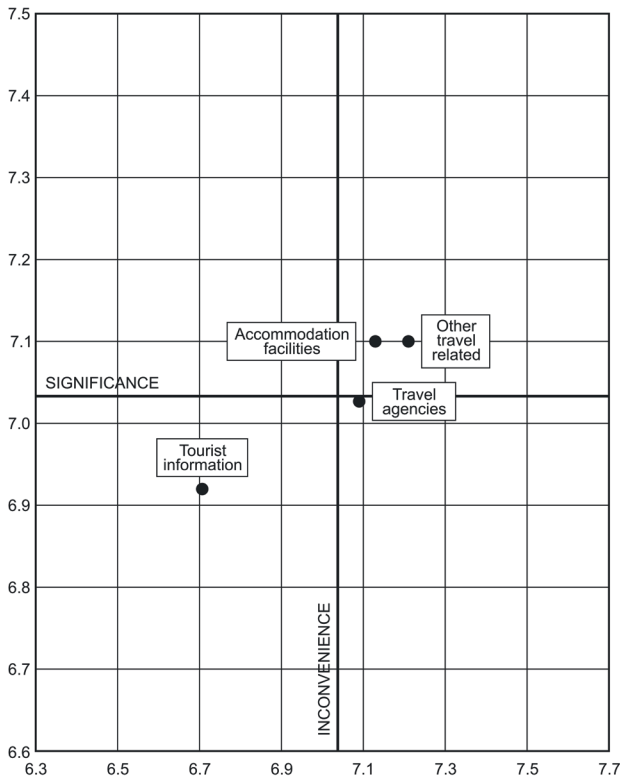 7.5
7.4
7.3
7.2
Accommodation
facilities
Other
travel
related
7.1
SIGNIFICANCE
Travel
agencies
7.0
Tourist
information
6.9
6.8
INCONVENIENCE
6.7
6.6
6.3 6.5 6.7 6.9 7.1 7.3 7.5 7.7